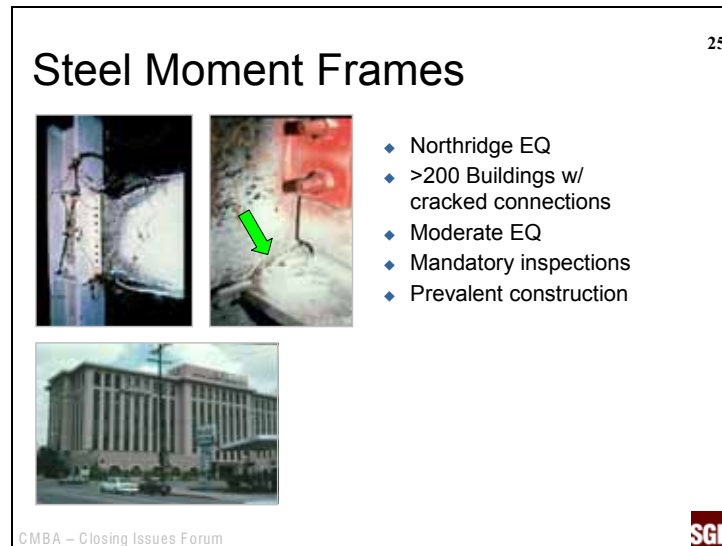 25
Steel Moment Frames
◆ Northridge EQ
◆ >200 Buildings w/
cracked connections
◆ Moderate EQ
◆ Mandatory inspections
◆ Prevalent construction
CMBA – Closing Issues Forum